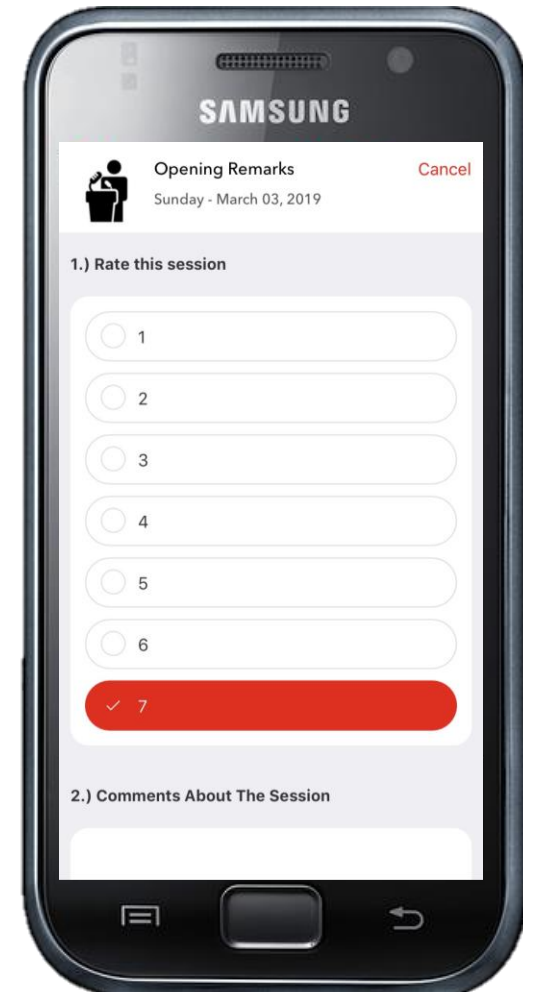 SAMSUNG
Opening Remarks
Cancel
Sunday - March 03, 2019
1.) Rate this session
1
2
3
4
5
6
7
2.) Comments About The Session